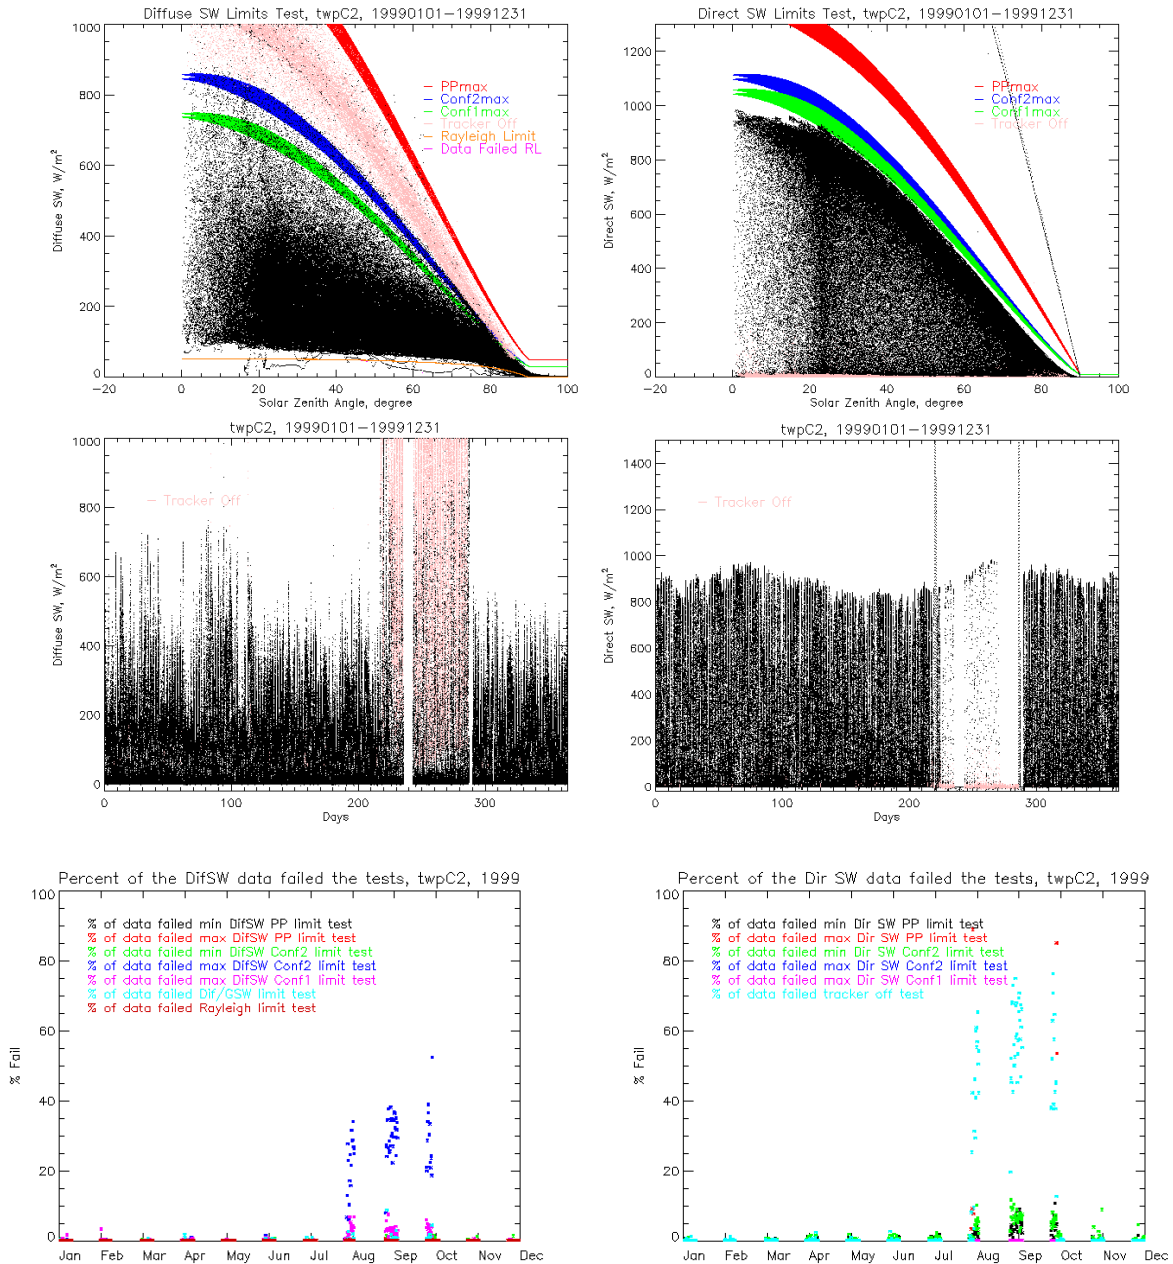 Diffuse SW Limits Test, twpC2, 19990101-19991231
1000
800
600
400
200
0
Diffuse SW, W/m²
PPmax
Conf2max
Conf1max
Tracker Off
Rayleigh Limit
Data Failed RL
-20 0 20 40 60 80 100
Solar Zenith Angle, degree
Direct SW Limits Test, twpC2, 19990101-19991231
1200
1000
800
600
400
200
0
Direct SW, W/m²
PPmax
Conf2max
Conf1max
Tracker Off
-20 0 20 40 60 80 100
Solar Zenith Angle, degree
twpC2, 19990101-19991231
1000
800
600
400
200
0
Diffuse SW, W/m²
Tracker Off
0 100 200 300
Days
twpC2, 19990101-19991231
1400
1200
1000
800
600
400
200
0
Direct SW, W/m²
Tracker Off
0 100 200 300
Days
Percent of the DifSW data failed the tests, twpC2, 1999
100
80
60
40
20
0
% Fail
% of data failed min DifSW PP limit test
% of data failed max DifSW PP limit test
% of data failed min DifSW Conf2 limit test
% of data failed max DifSW Conf2 limit test
% of data failed max DifSW Conf1 limit test
% of data failed Dif/GSW limit test
% of data failed Rayleigh limit test
Jan Feb Mar Apr May Jun Jul Aug Sep Oct Nov Dec
Percent of the Dir SW data failed the tests, twpC2, 1999
100
80
60
40
20
0
% Fail
% of data failed min Dir SW PP limit test
% of data failed max Dir SW PP limit test
% of data failed min Dir SW Conf2 limit test
% of data failed max Dir SW Conf2 limit test
% of data failed max Dir SW Conf1 limit test
% of data failed tracker off test
Jan Feb Mar Apr May Jun Jul Aug Sep Oct Nov Dec